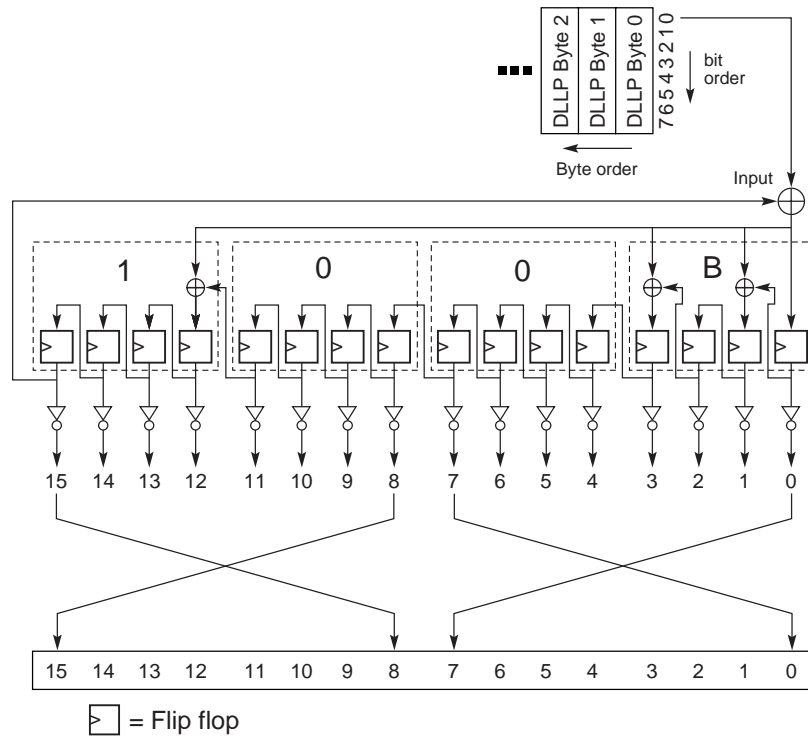 DLLP Byte 2
DLLP Byte 1
DLLP Byte 0
76543210
bit
order
Byte order
Input
1 0 0 B
> > > > > > > > > > > > > > > >
15 14 13 12 11 10 9 8 7 6 5 4 3 2 1 0
15 14 13 12 11 10 9 8 7 6 5 4 3 2 1 0
> = Flip flop